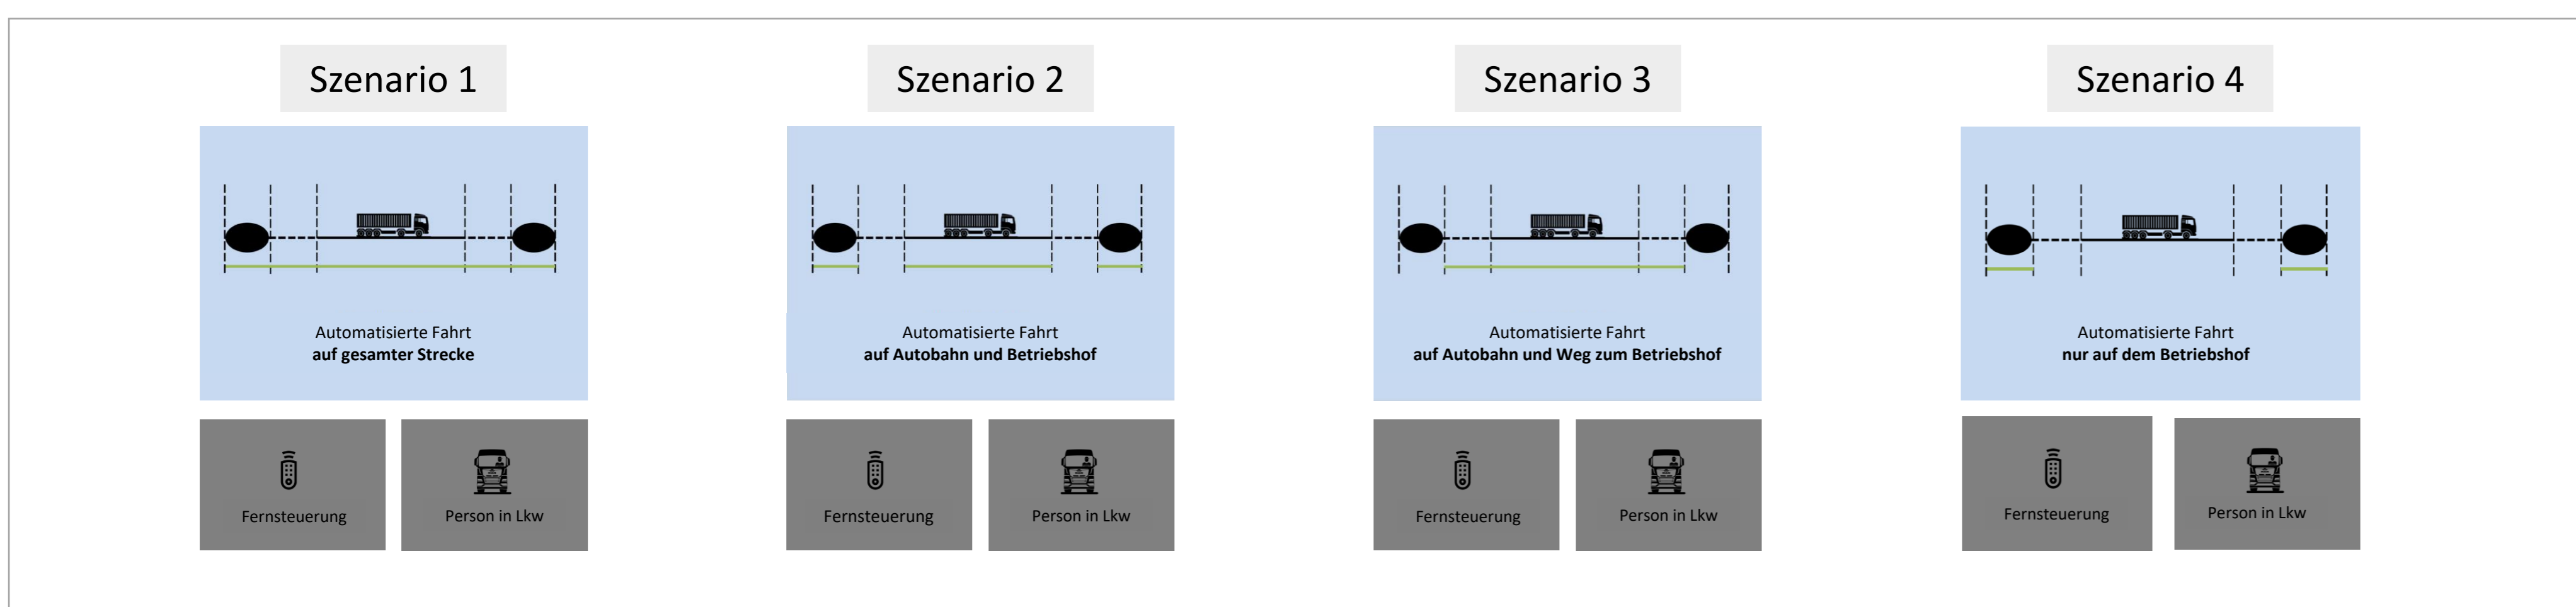 Szenario 1
Automatisierte Fahrt
auf gesamter Strecke
Fernsteuerung
Person in Lkw
Szenario 2
Automatisierte Fahrt
auf Autobahn und Betriebshof
Fernsteuerung
Person in Lkw
Szenario 3
Automatisierte Fahrt
auf Autobahn und Weg zum Betriebshof
Fernsteuerung
Person in Lkw
Szenario 4
Automatisierte Fahrt
nur auf dem Betriebshof
Fernsteuerung
Person in Lkw